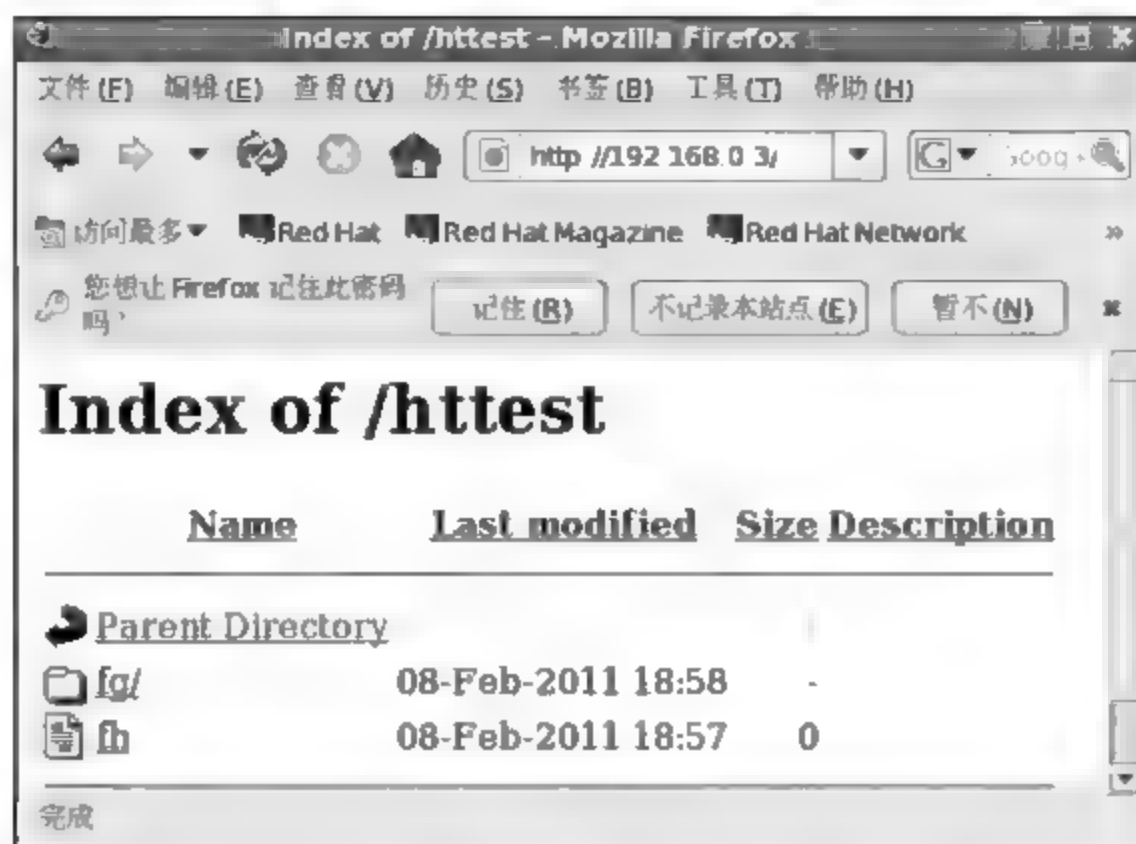 Index of /httest - Mozilla Firefox
文件(F) 编辑(E) 查看(V) 历史(S) 书签(B) 工具(T) 帮助(H)
http //192 168.0 3/ G
访问最多 Red Hat Red Hat Magazine Red Hat Network »
您想让 Firefox 记住此密码
吗?
记住(R) 不记录本站点(E) 暂不(N)
Index of /httest
Name Last modified Size Description
Parent Directory
fg/ 08-Feb-2011 18:58 -
fh 08-Feb-2011 18:57 0
完成